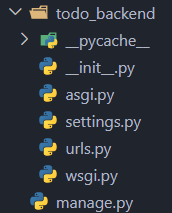 todo_backend
__pycache__
__init__.py
asgi.py
settings.py
urls.py
wsgi.py
manage.py